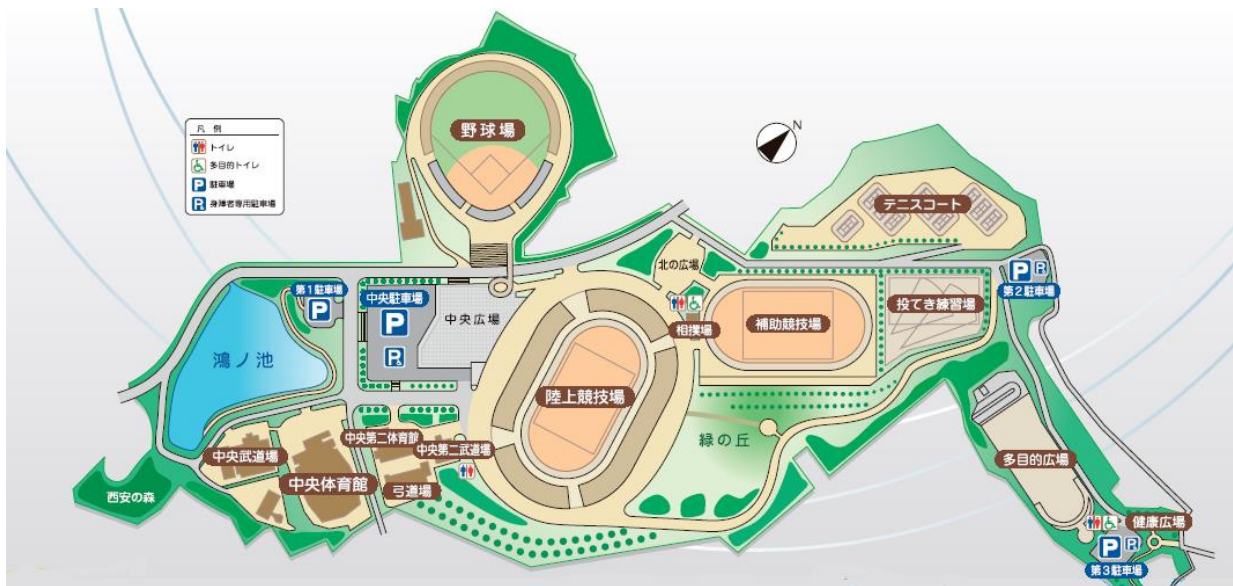 凡例
トイレ
多目的トイレ
P 駐車場
R 身障者専用駐車場
野球場
N
テニスコート
北の広場
P R
第2駐車場
第1駐車場
P
中央駐車場
P
R
中央広場
相撲場
補助競技場
投てき練習場
鴻ノ池
陸上競技場
緑の丘
中央第二体育館
中央第二武道場
中央武道場
中央体育館
弓道場
西安の森
多目的広場
健康広場
P R
第3駐車場